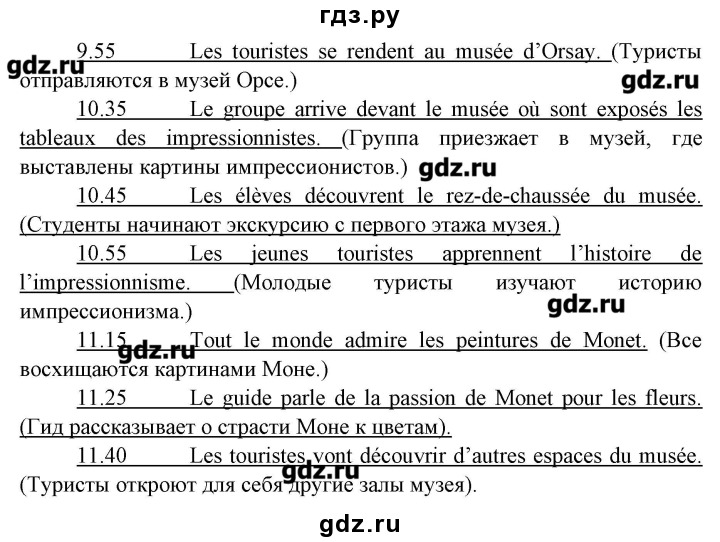 гдз.ру
9.55 Les touristes se rendent au musée d’Orsay. (Туристы
gdz.ru
отправляются в музей Орсе.)
gdz.ru
10.35 Le groupe arrive devant le musée où sont exposés les
tableaux des impressionnistes. (Группа приезжает в музей, где
выставлены картины импрессионистов.)
gdz.ru
10.45 Les élèves découvrent le rez-de-chaussée du musée.
(Студенты начинают экскурсию с первого этажа музея.)
10.55 Les jeunes touristes apprennent l’histoire de
l’impressionnisme. (Молодые туристы изучают историю
gdz.ru
импрессионизма.)
11.15 Tout le monde admire les peintures de Monet. (Все
gdz.ru
восхищаются картинами Моне.)
11.25 Le guide parle de la passion de Monet pour les fleurs.
(Гид рассказывает о страсти Моне к цветам).
11.40 Les touristes vont découvrir d’autres espaces du musée.
gdz.ru
(Туристы откроют для себя другие залы музея).
gdz.ru